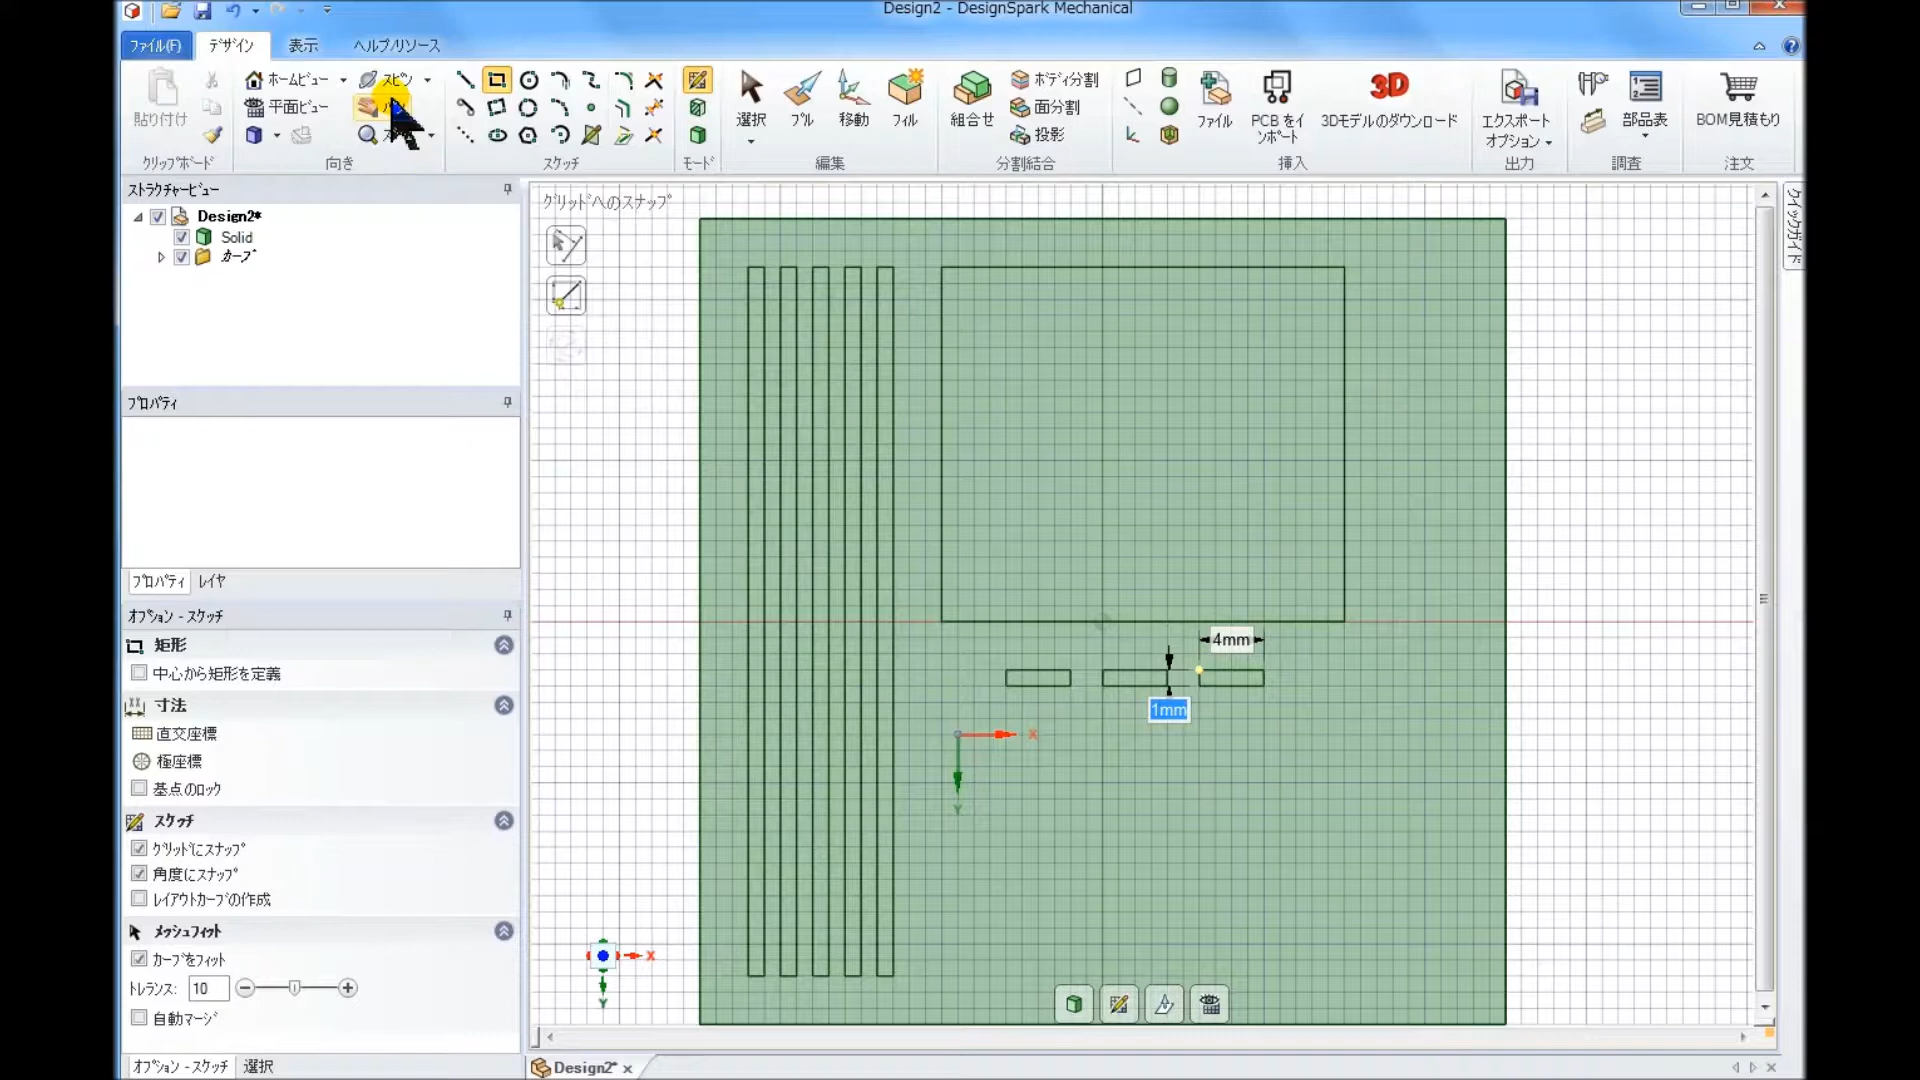 Design2 - DesignSpark Mechanical
ファイル(F) デザイン 表示 ヘルプ/リソース
貼り付け
クリップボード
ホームビュー スピン
平面ビュー
向き
スケッチ
モード
選択 プル 移動 フィル
編集
組合せ ボディ分割
面分割
投影
分割結合
ファイル PCB をインポート 3Dモデルのダウンロード
3D
挿入
エクスポート
オプション
出力
部品表
調査
BOM見積もり
注文
ストラクチャービュー
Design2*
Solid
カーブ
プロパティ
プロパティ レイヤ
オプション - スケッチ
矩形
中心から矩形を定義
寸法
直交座標
極座標
基点のロック
スケッチ
グリッドにスナップ
角度にスナップ
レイアウトカーブの作成
メッシュフィット
カーブをフィット
トレランス: 10
自動マージ
オプション - スケッチ 選択
グリッドへのスナップ
4mm
1mm
X
Y
X
Y
クイックガイド
Design2*